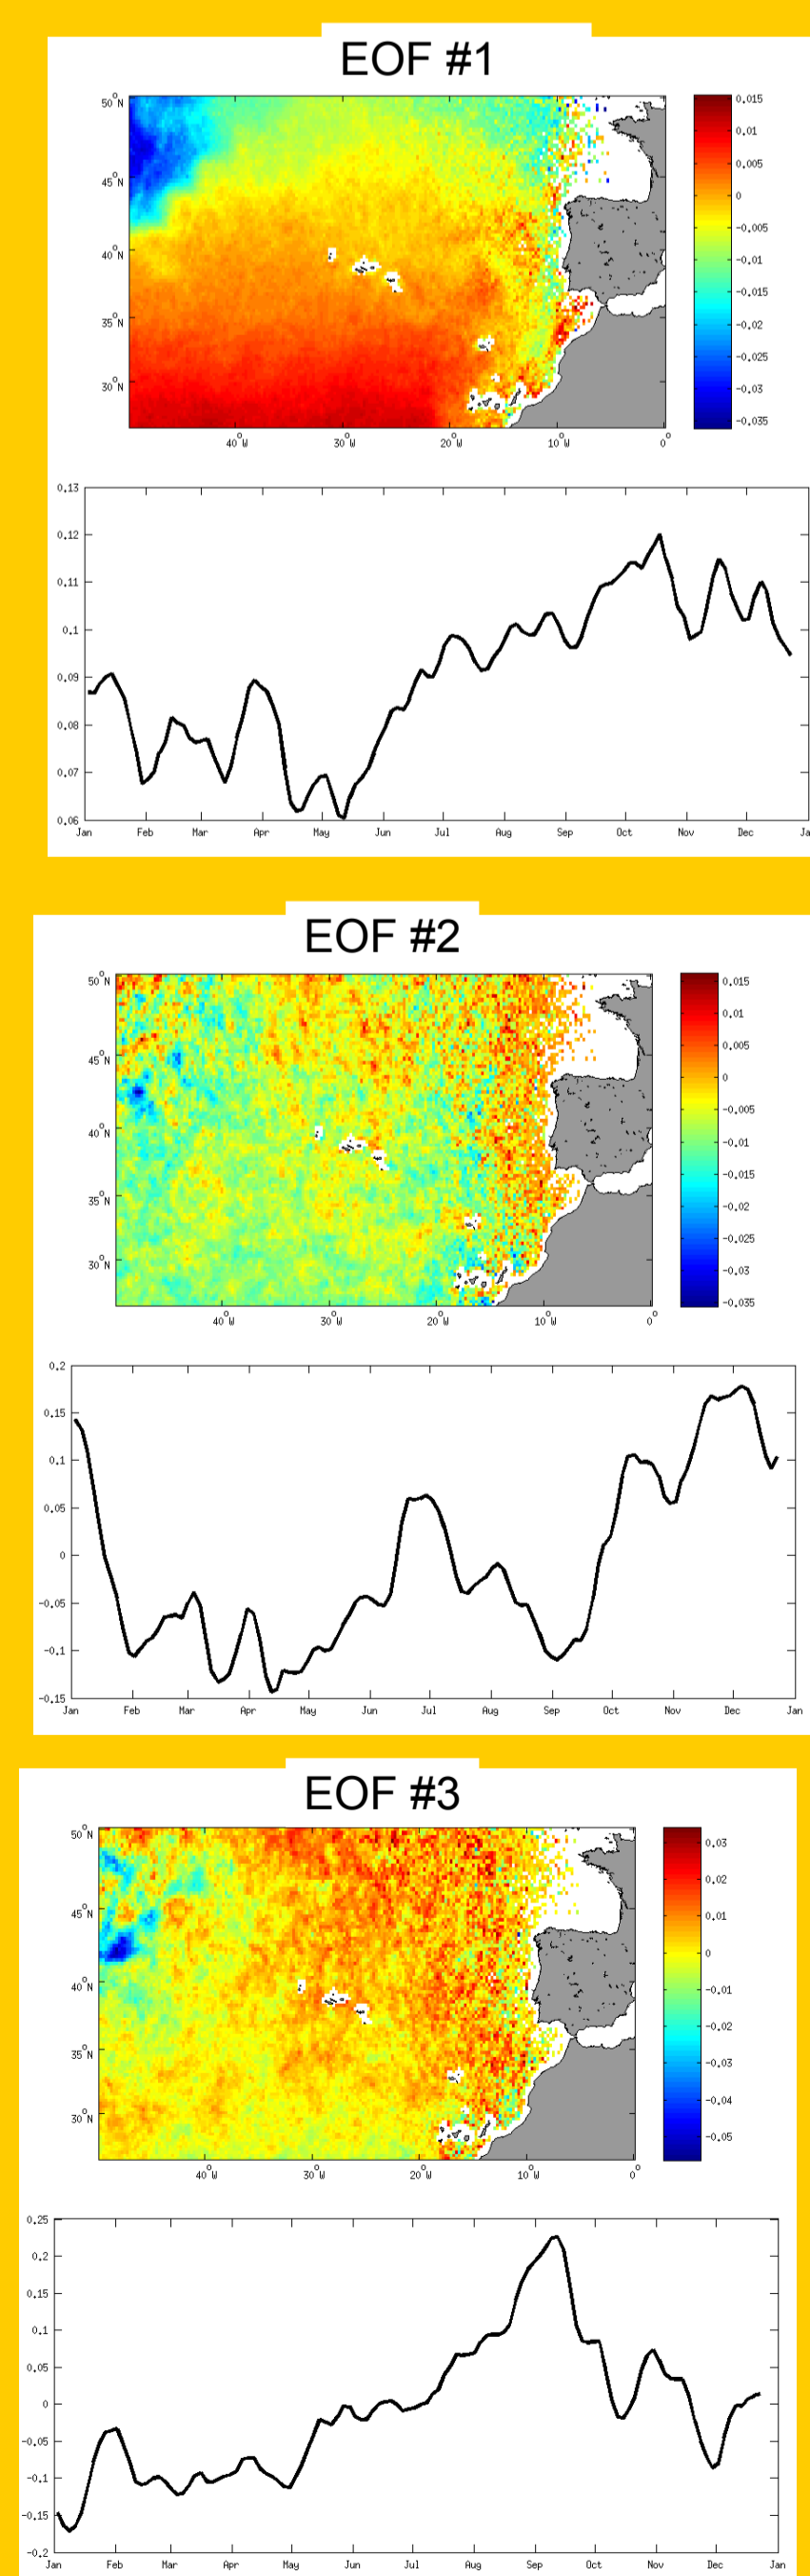 EOF #1
50°N
45°N
40°N
35°N
30°N
40°W 30°W 20°W 10°W 0°
0.015
0.01
0.005
0
-0.005
-0.01
-0.015
-0.02
-0.025
-0.03
-0.035
0.13
0.12
0.11
0.1
0.09
0.08
0.07
0.06
Jan Feb Mar Apr May Jun Jul Aug Sep Oct Nov Dec Ja
EOF #2
50°N
45°N
40°N
35°N
30°N
40°W 30°W 20°W 10°W 0°
0.015
0.01
0.005
0
-0.005
-0.01
-0.015
-0.02
-0.025
-0.03
-0.035
0.2
0.15
0.1
0.05
0
-0.05
-0.1
-0.15
Jan Feb Mar Apr May Jun Jul Aug Sep Oct Nov Dec Jan
EOF #3
50°N
45°N
40°N
35°N
30°N
40°W 30°W 20°W 10°W 0°
0.03
0.02
0.01
0
-0.01
-0.02
-0.03
-0.04
-0.05
0.25
0.2
0.15
0.1
0.05
0
-0.05
-0.1
-0.15
-0.2
Jan Feb Mar Apr May Jun Jul Aug Sep Oct Nov Dec Jan